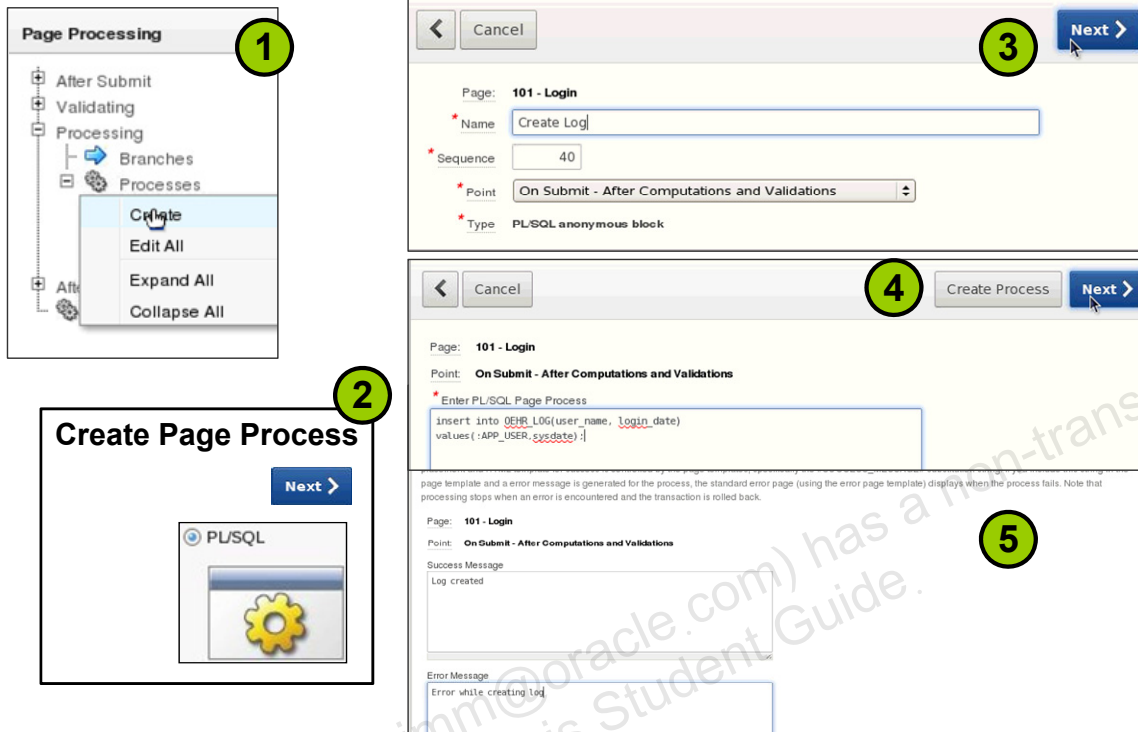 Page Processing
1
After Submit
Validating
Processing
Branches
Processes
Create
Edit All
Expand All
Collapse All
2
Create Page Process
Next
PL/SQL
Cancel
3
Next
Page: 101 - Login
* Name Create Log
* Sequence 40
* Point On Submit - After Computations and Validations
* Type PL/SQL anonymous block
Cancel
4
Create Process
Next
Page: 101 - Login
Point: On Submit - After Computations and Validations
* Enter PL/SQL Page Process
insert into OEHR_LOG(user_name, login_date)
values(:APP_USER,sysdate);
page template and a error message is generated for the process, the standard error page (using the error page template) displays when the process fails. Note that
processing stops when an error is encountered and the transaction is rolled back.
5
Page: 101 - Login
Point: On Submit - After Computations and Validations
Success Message
Log created
Error Message
Error while creating log
oracle.com) has a non-trans
Student Guide.